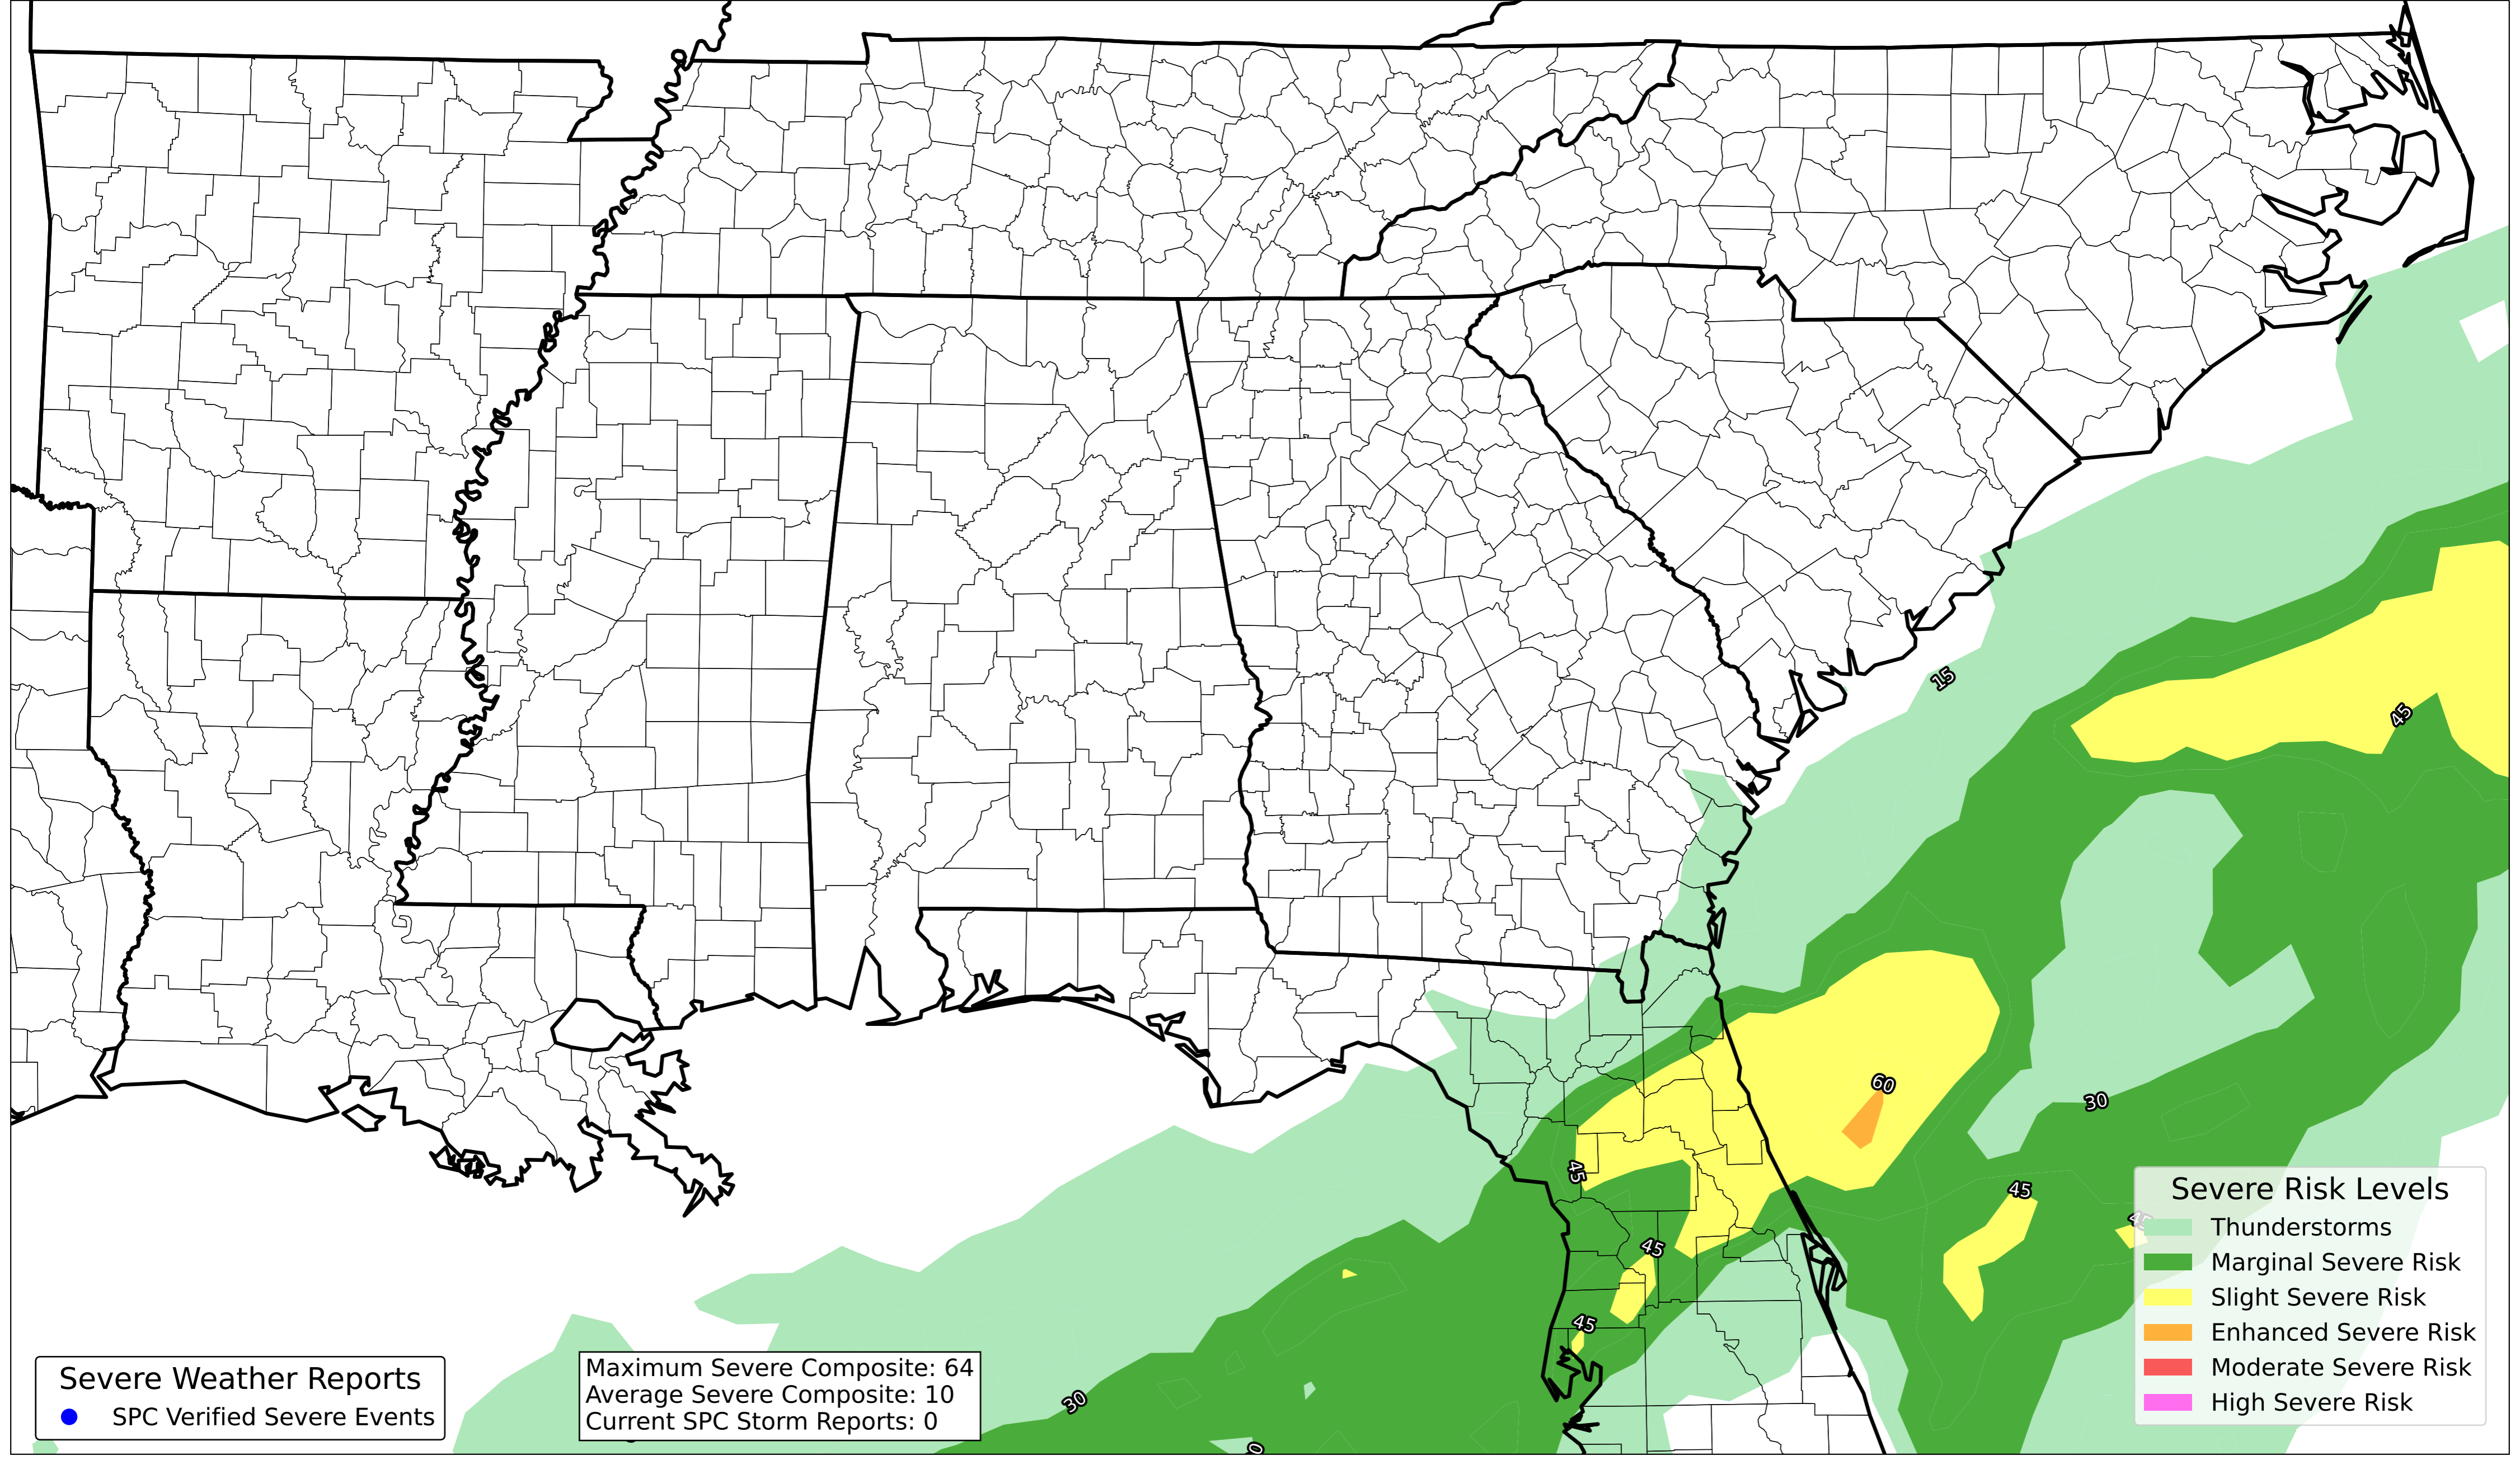 15
45
60
30
45
45
45
45
45
30
Severe Risk Levels
Thunderstorms
Marginal Severe Risk
Slight Severe Risk
Enhanced Severe Risk
Moderate Severe Risk
High Severe Risk
Severe Weather Reports
SPC Verified Severe Events
Maximum Severe Composite: 64
Average Severe Composite: 10
Current SPC Storm Reports: 0